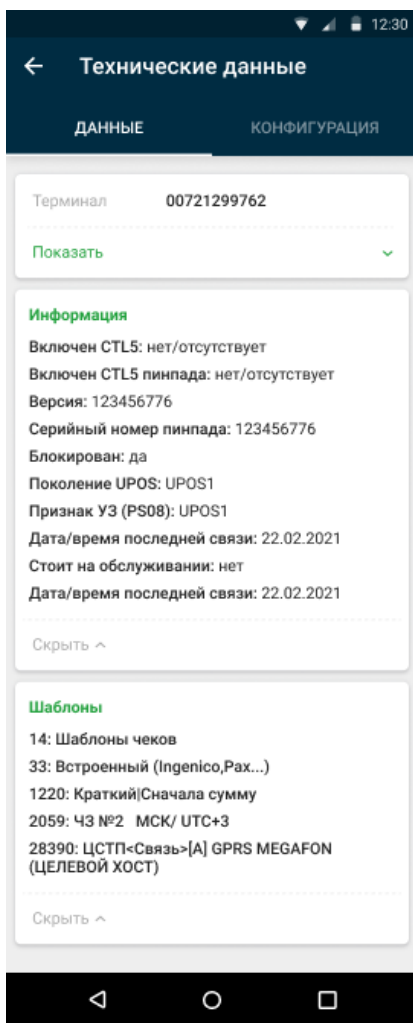 12:30
Технические данные
ДАННЫЕ КОНФИГУРАЦИЯ
Терминал 00721299762
Показать
Информация
Включен CTL5: нет/отсутствует
Включен CTL5 пинпада: нет/отсутствует
Версия: 123456776
Серийный номер пинпада: 123456776
Блокирован: да
Поколение UPOS: UPOS1
Признак УЗ (PS08): UPOS1
Дата/время последней связи: 22.02.2021
Стоит на обслуживании: нет
Дата/время последней связи: 22.02.2021
Скрыть
Шаблоны
14: Шаблоны чеков
33: Встроенный (Ingenico,Pax...)
1220: Краткий|Сначала сумму
2059: ЧЗ №2 МСК/ UTC+3
28390: ЦСТП<Связь>[A] GPRS MEGAFON
(ЦЕЛЕВОЙ ХОСТ)
Скрыть